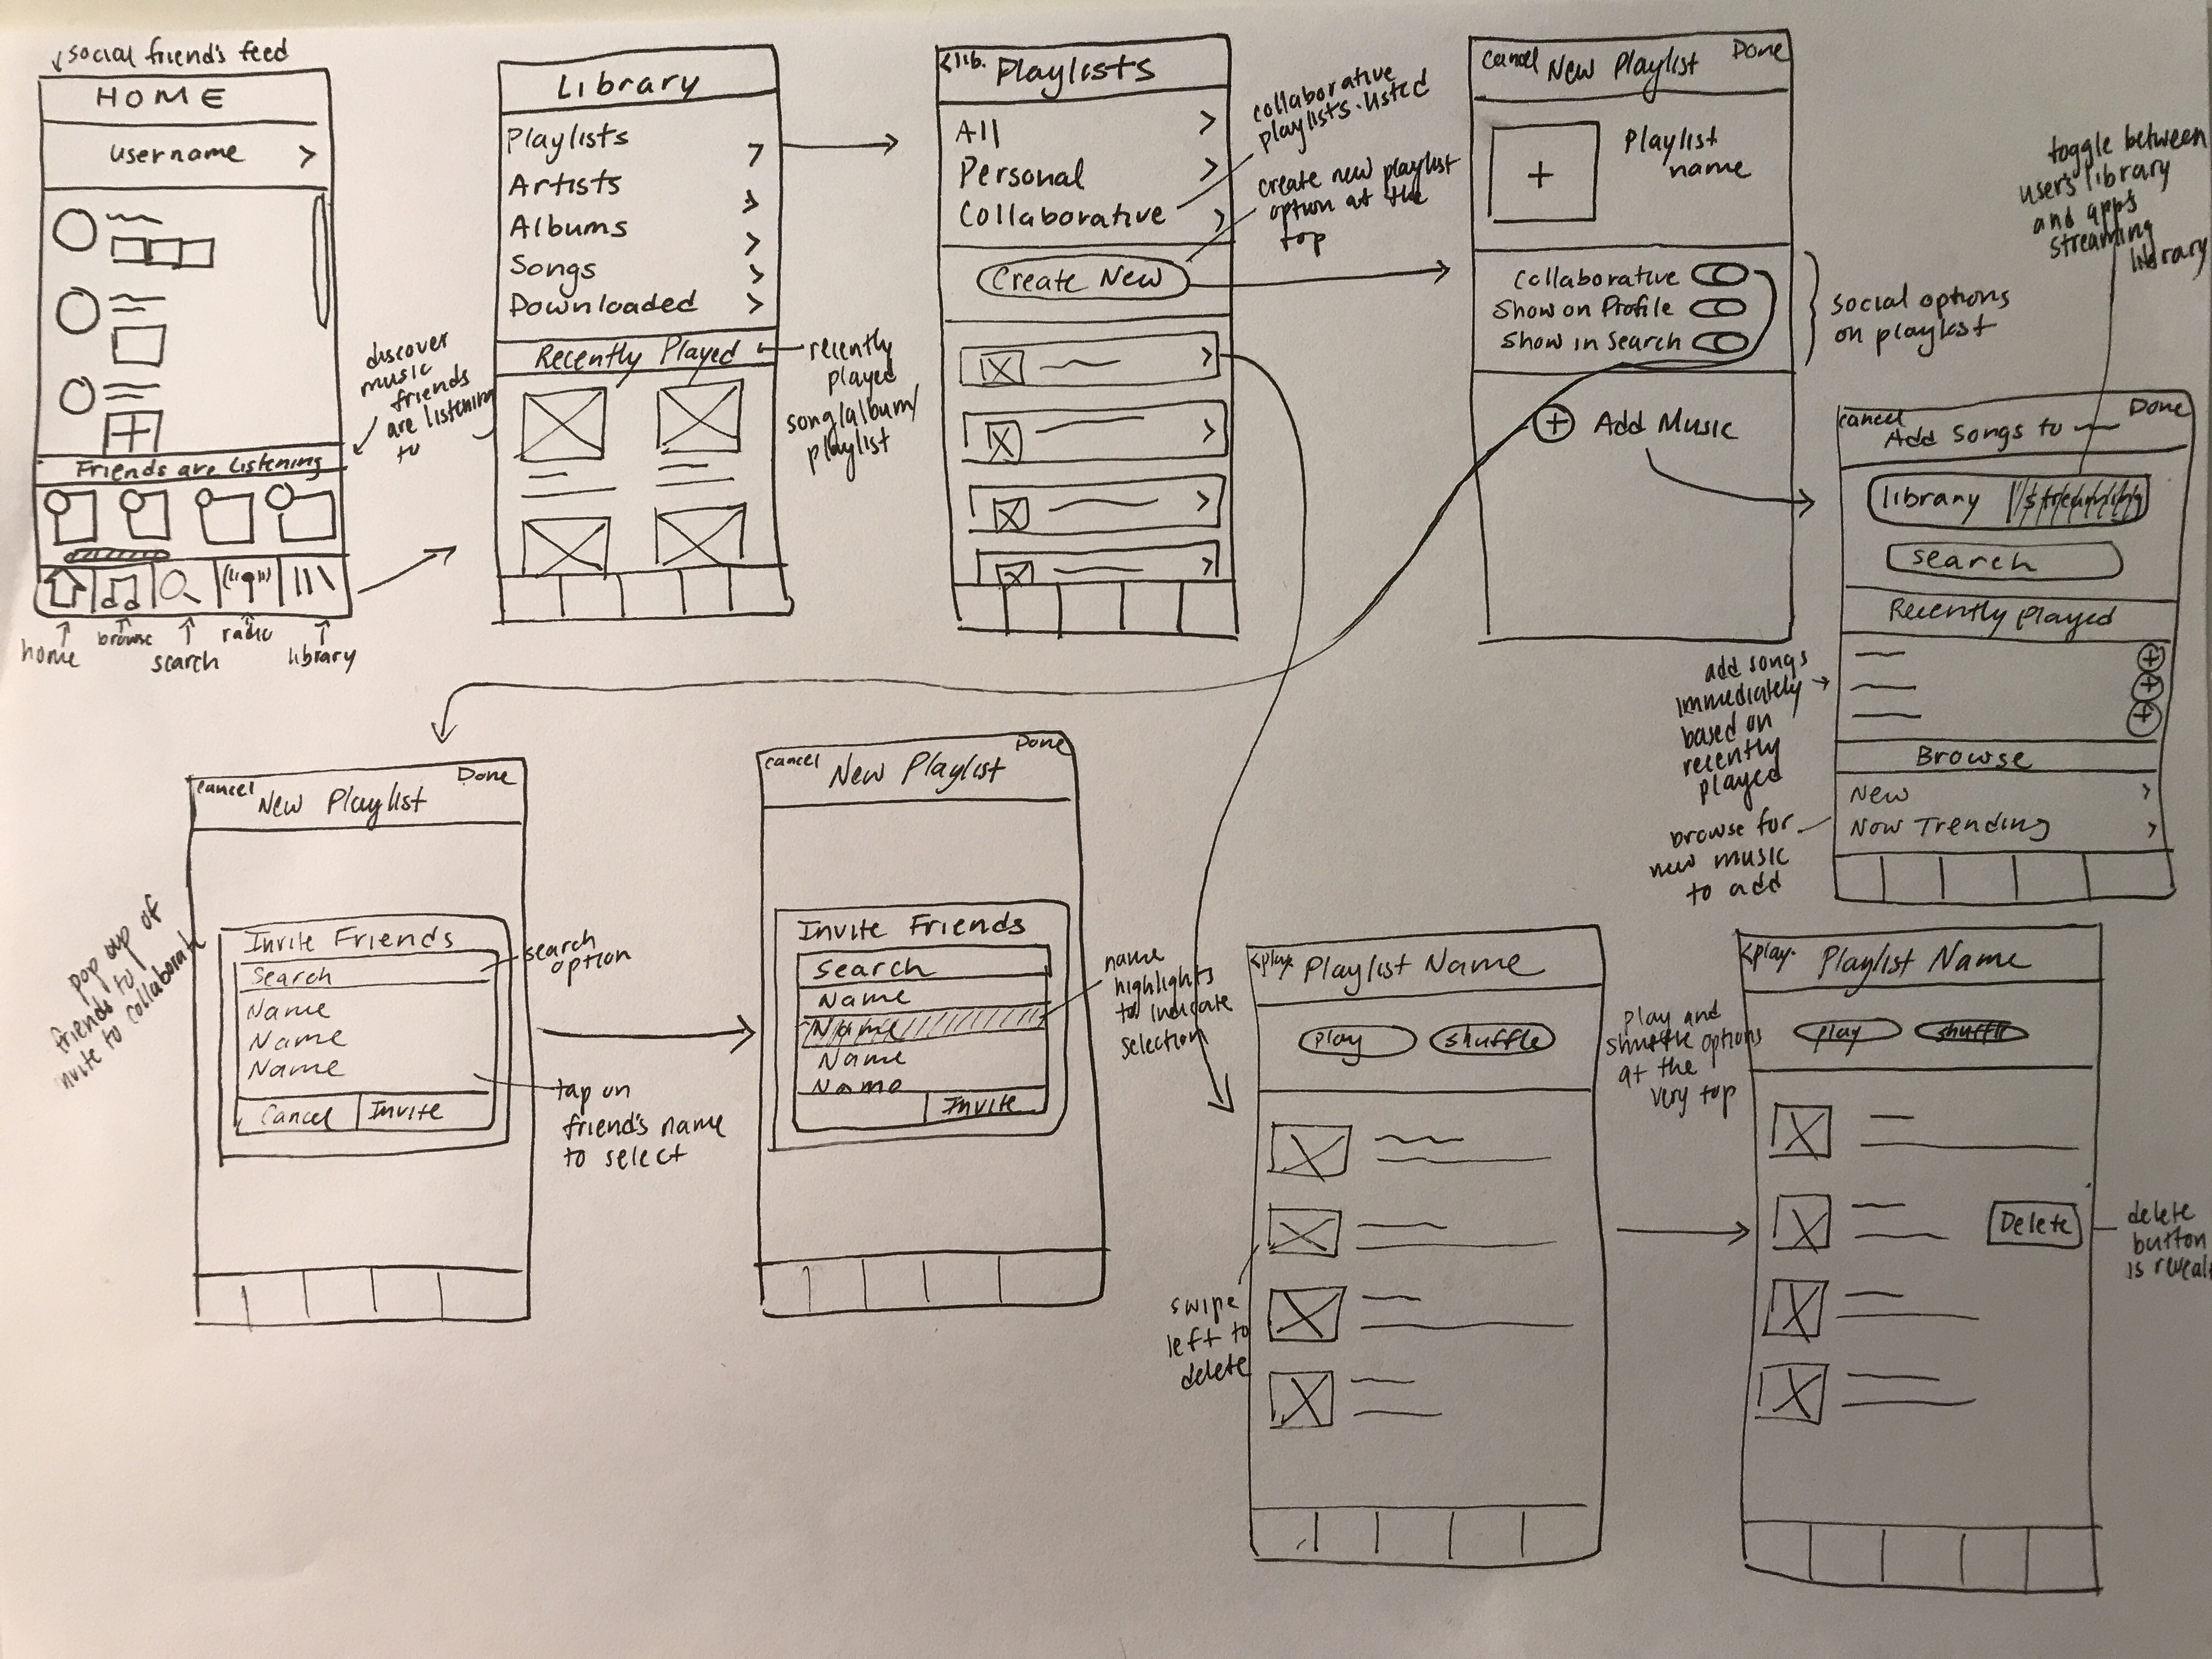 social friend's feed
HOME
username >
discover
music
friends
are listening
to
Friends are Listening
home
browse
search
radio
library
Library
Playlists >
Artists >
Albums >
Songs >
Downloaded >
Recently Played
recently
played
song/album/
playlist
<lib. Playlists
All >
Personal >
Collaborative >
Create New
collaborative
playlists listed
create new playlist
option at the
top
Cancel New Playlist Done
+ Playlist
name
Collaborative
Show on Profile
Show in Search
social options
on playlist
+ Add Music
toggle between
user's library
and apps
streaming
library
cancel Done
Add Songs to
library streaming
search
Recently Played
+
+
+
add songs
immediately
based on
recently
played
Browse
New >
Now Trending >
browse for
new music
to add
cancel Done
New Playlist
pop up of
friends to
invite to collaborate
Invite Friends
Search
Name
Name
Name
Cancel Invite
search
option
tap on
friend's name
to select
cancel Done
New Playlist
Invite Friends
Search
Name
Name
Name
Name
Invite
name
highlights
to indicate
selection
<play. Playlist Name
play shuffle
swipe
left to
delete
play and
shuffle options
at the
very top
<play. Playlist Name
play shuffle
Delete
delete
button
is reveal